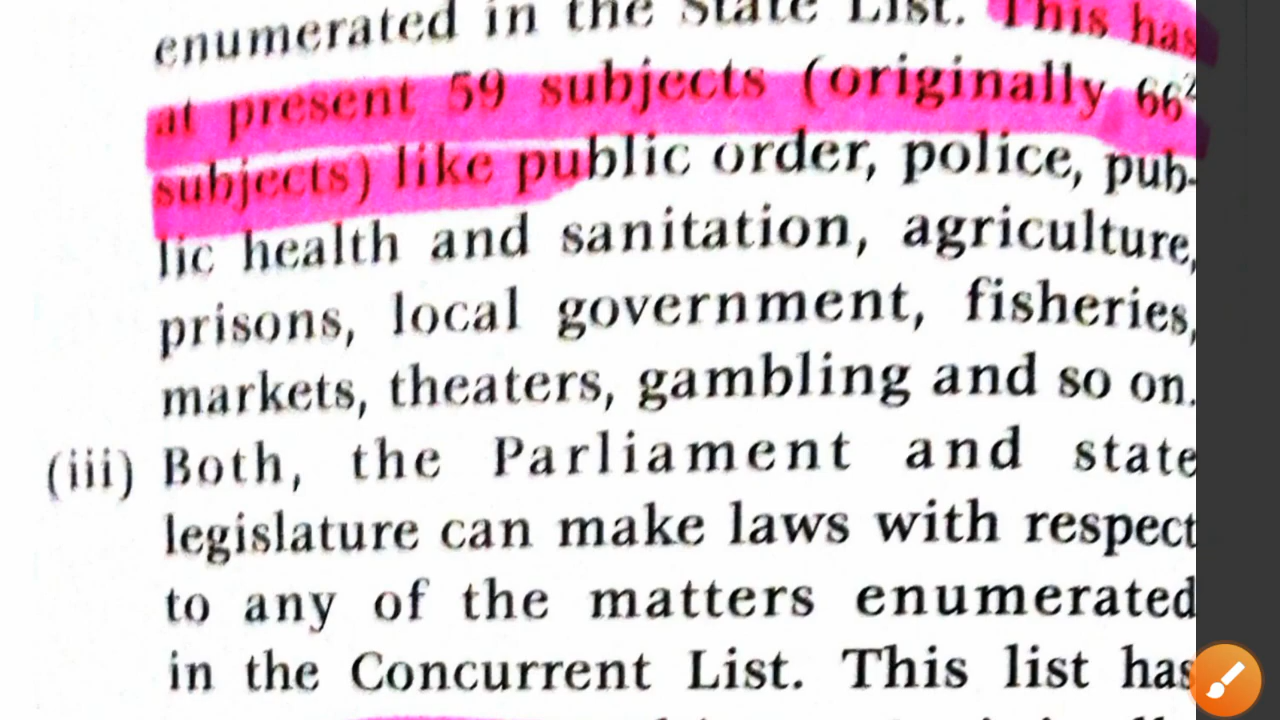 enumerated in the State List. This has
at present 59 subjects (originally 66²
subjects) like public order, police, pub-
lic health and sanitation, agriculture,
prisons, local government, fisheries,
markets, theaters, gambling and so on.
(iii) Both, the Parliament and state
legislature can make laws with respect
to any of the matters enumerated
in the Concurrent List. This list has